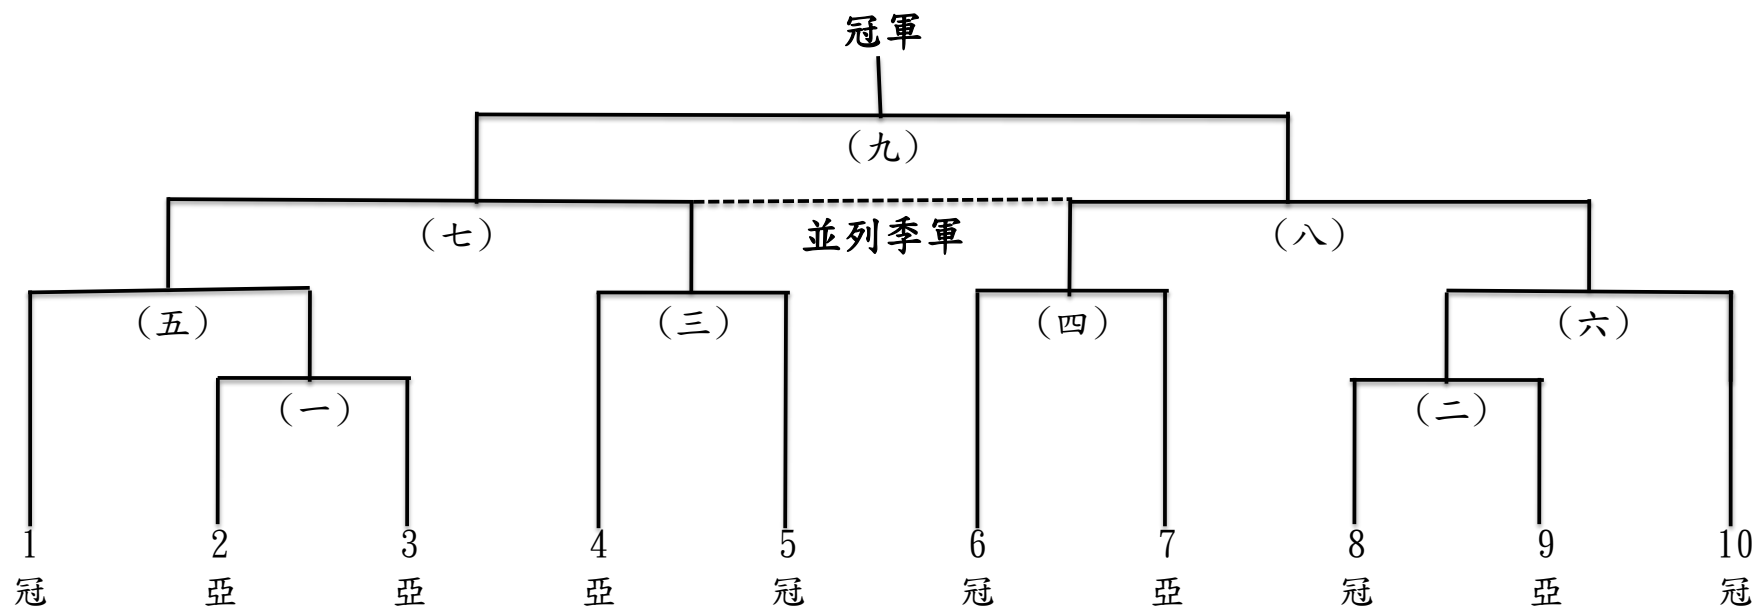 冠軍
（九）
（七） 並列季軍 （八）
（五） （三） （四） （六）
（一） （二）
1 2 3 4 5 6 7 8 9 10
冠 亞 亞 亞 冠 冠 亞 冠 亞 冠